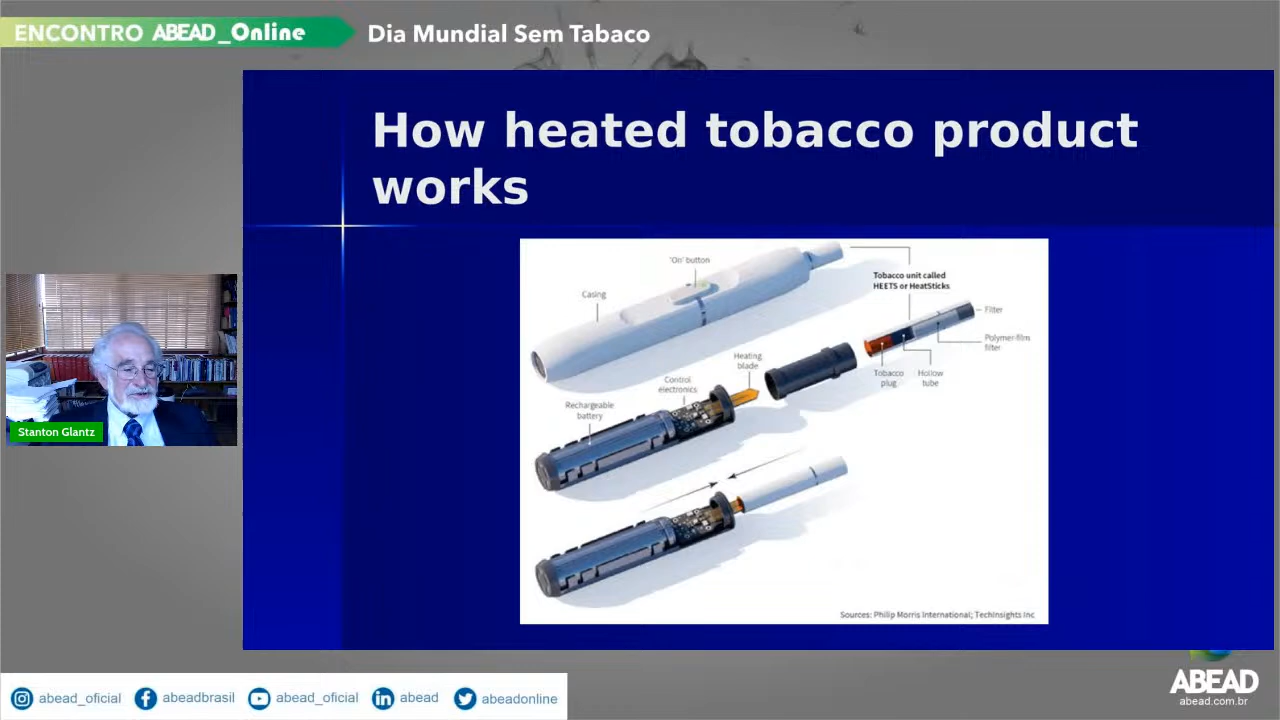 ENCONTRO ABEAD_Online
Dia Mundial Sem Tabaco
How heated tobacco product
works
'On' button
Casing
Tobacco unit called
HEETS or HeatSticks
Filter
Polymer-film
filter
Tobacco
plug
Hollow
tube
Heating
blade
Control
electronics
Rechargeable
battery
Sources: Philip Morris International; TechInsights Inc
Stanton Glantz
abead_oficial
abeadbrasil
abead_oficial
abead
abeadonline
ABEAD
abead.com.br